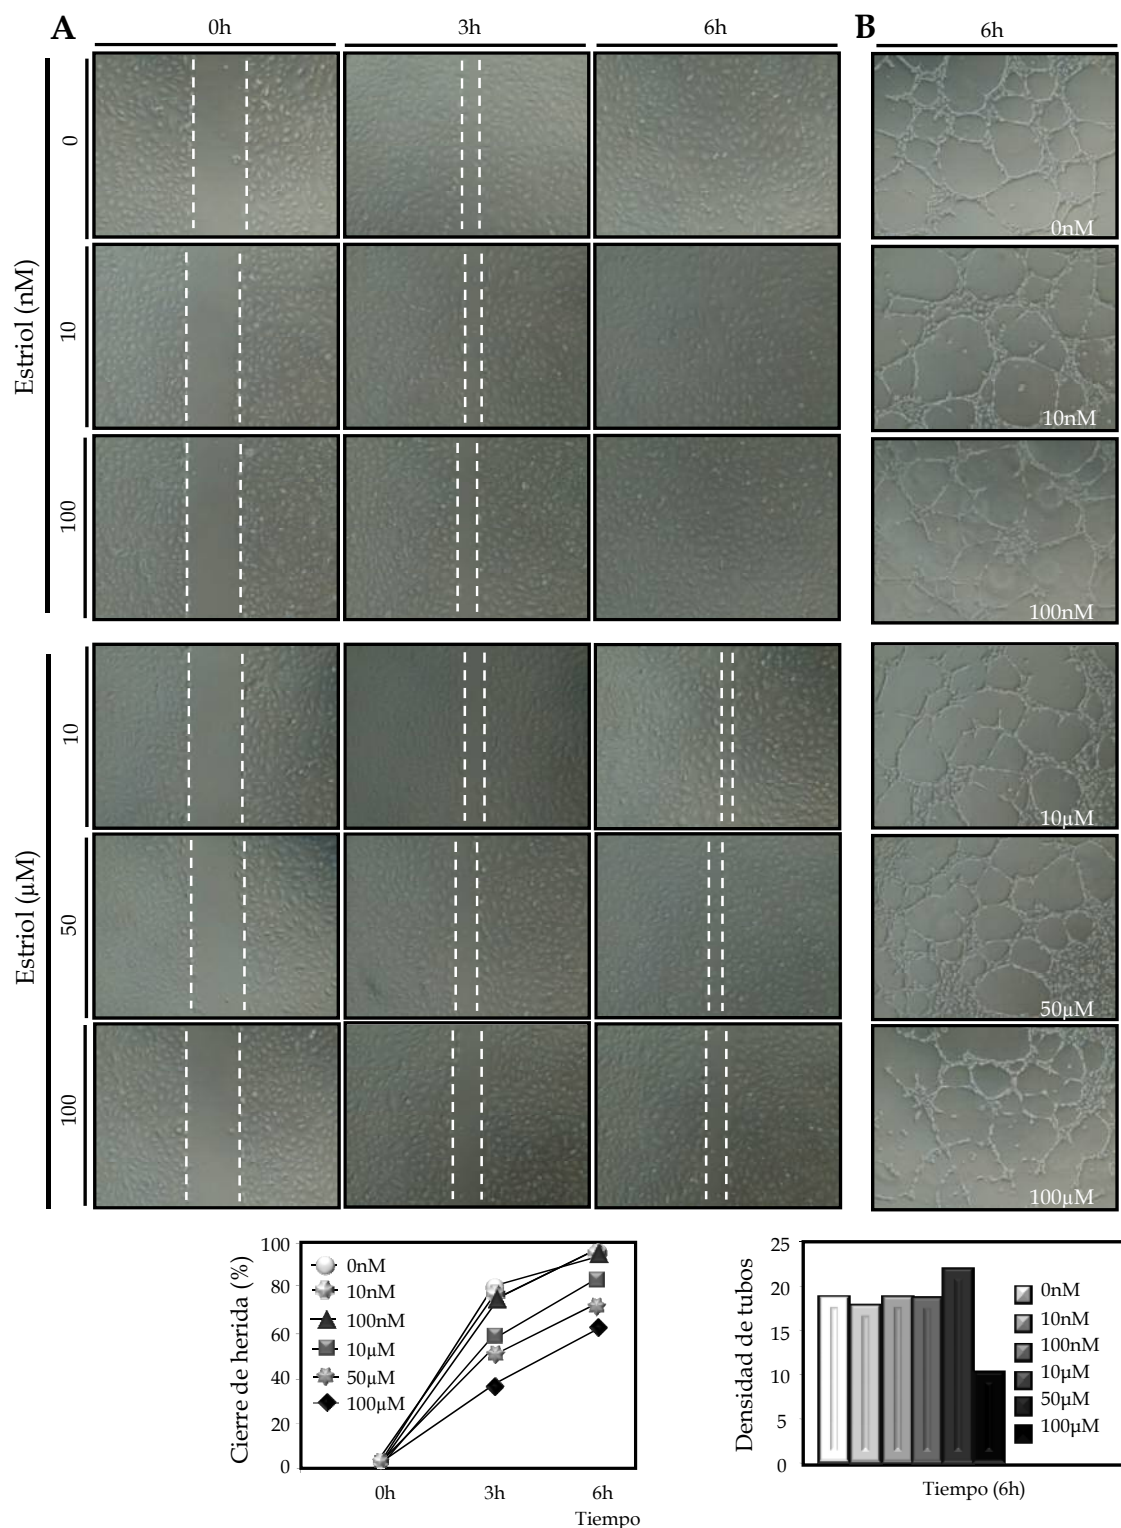 A
0h
3h
6h
B
6h
Estriol (nM)
0
10
100
0nM
10nM
100nM
Estriol (µM)
10
50
100
10µM
50µM
100µM
Cierre de herida (%)
100
80
60
40
20
0
0nM
10nM
100nM
10µM
50µM
100µM
0h
3h
6h
Tiempo
Densidad de tubos
25
20
15
10
5
0
0nM
10nM
100nM
10µM
50µM
100µM
Tiempo (6h)